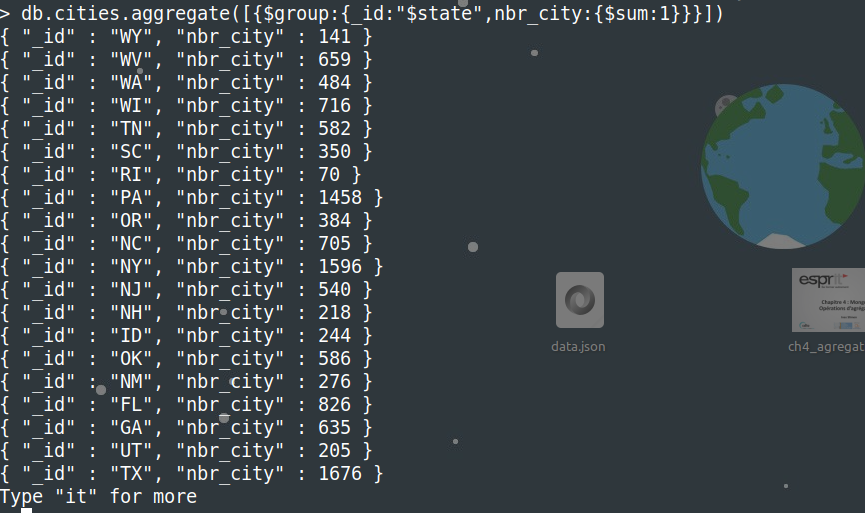 > db.cities.aggregate([{$group:{_id:"$state",nbr_city:{$sum:1}}}])
{ "_id" : "WY", "nbr_city" : 141 }
{ "_id" : "WV", "nbr_city" : 659 }
{ "_id" : "WA", "nbr_city" : 484 }
{ "_id" : "WI", "nbr_city" : 716 }
{ "_id" : "TN", "nbr_city" : 582 }
{ "_id" : "SC", "nbr_city" : 350 }
{ "_id" : "RI", "nbr_city" : 70 }
{ "_id" : "PA", "nbr_city" : 1458 }
{ "_id" : "OR", "nbr_city" : 384 }
{ "_id" : "NC", "nbr_city" : 705 }
{ "_id" : "NY", "nbr_city" : 1596 }
{ "_id" : "NJ", "nbr_city" : 540 }
{ "_id" : "NH", "nbr_city" : 218 }
{ "_id" : "ID", "nbr_city" : 244 }
{ "_id" : "OK", "nbr_city" : 586 }
{ "_id" : "NM", "nbr_city" : 276 }
{ "_id" : "FL", "nbr_city" : 826 }
{ "_id" : "GA", "nbr_city" : 635 }
{ "_id" : "UT", "nbr_city" : 205 }
{ "_id" : "TX", "nbr_city" : 1676 }
Type "it" for more
data.json
esprit
Chapitre 4 : Mong
Opérations d'agrég
ch4_agregat